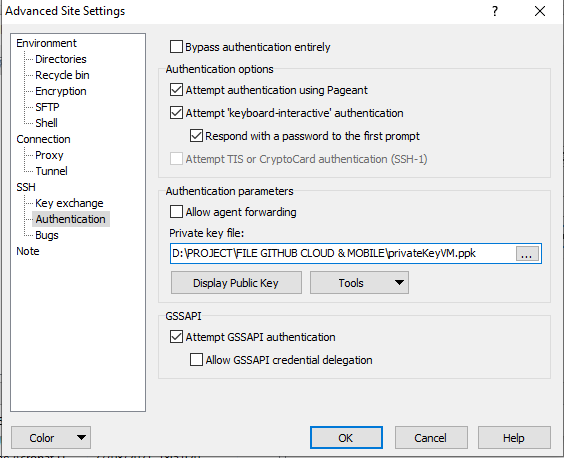 Advanced Site Settings
?
Environment
Directories
Recycle bin
Encryption
SFTP
Shell
Connection
Proxy
Tunnel
SSH
Key exchange
Authentication
Bugs
Note
Bypass authentication entirely
Authentication options
Attempt authentication using Pageant
Attempt 'keyboard-interactive' authentication
Respond with a password to the first prompt
Attempt TIS or CryptoCard authentication (SSH-1)
Authentication parameters
Allow agent forwarding
Private key file:
D:\PROJECT\FILE GITHUB CLOUD & MOBILE\privateKeyVM.ppk
...
Display Public Key
Tools
GSSAPI
Attempt GSSAPI authentication
Allow GSSAPI credential delegation
Color
OK
Cancel
Help